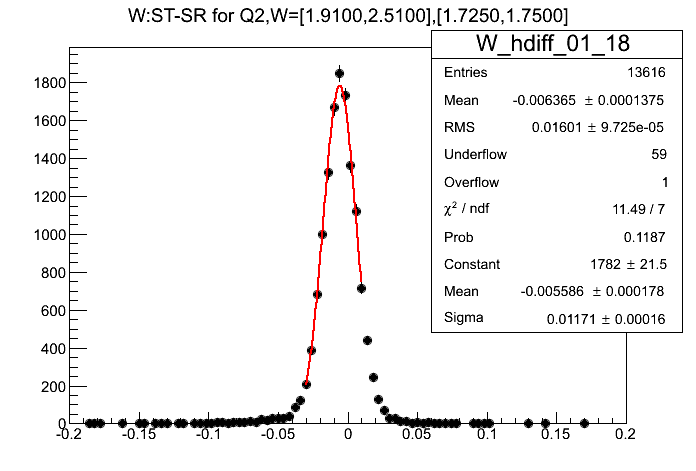 W:ST-SR for Q2,W=[1.9100,2.5100],[1.7250,1.7500]
W_hdiff_01_18
Entries 13616
Mean -0.006365 ± 0.0001375
RMS 0.01601 ± 9.725e-05
Underflow 59
Overflow 1
χ² / ndf 11.49 / 7
Prob 0.1187
Constant 1782 ± 21.5
Mean -0.005586 ± 0.000178
Sigma 0.01171 ± 0.00016
1800
1600
1400
1200
1000
800
600
400
200
0
-0.2 -0.15 -0.1 -0.05 0 0.05 0.1 0.15 0.2